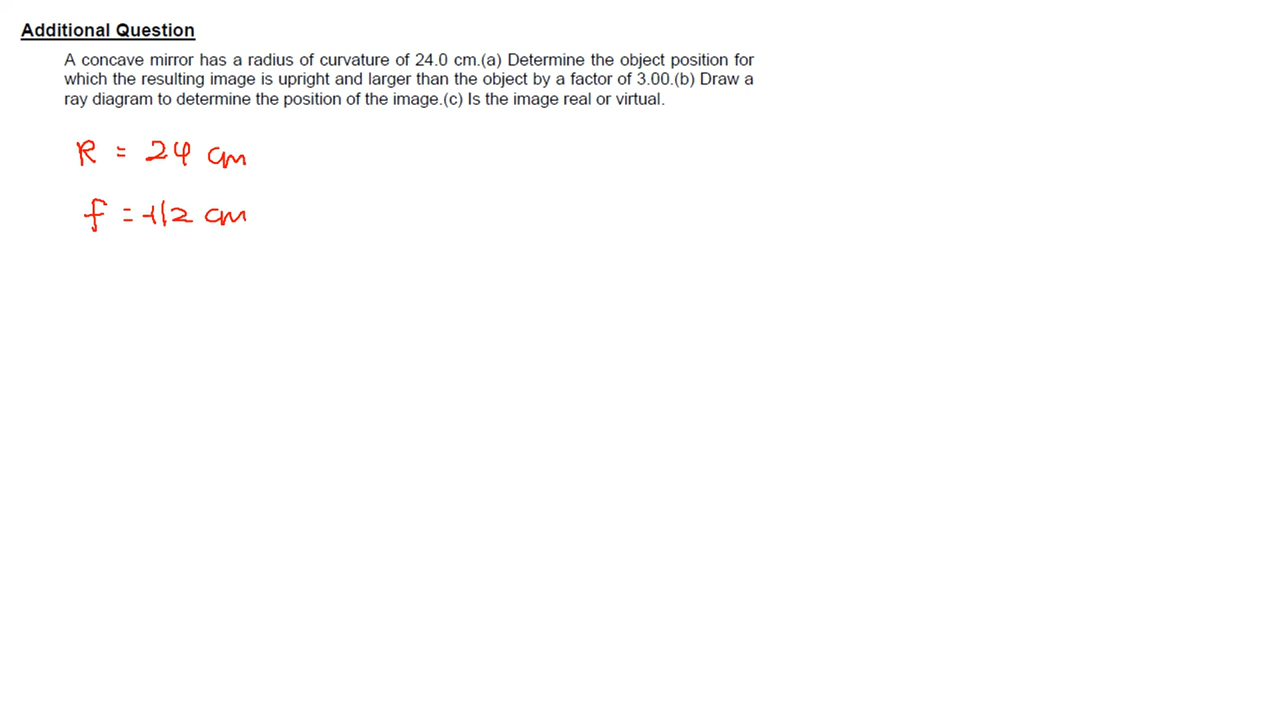 Additional Question
A concave mirror has a radius of curvature of 24.0 cm.(a) Determine the object position for
which the resulting image is upright and larger than the object by a factor of 3.00.(b) Draw a
ray diagram to determine the position of the image.(c) Is the image real or virtual.
R = 24 cm
f = +12 cm